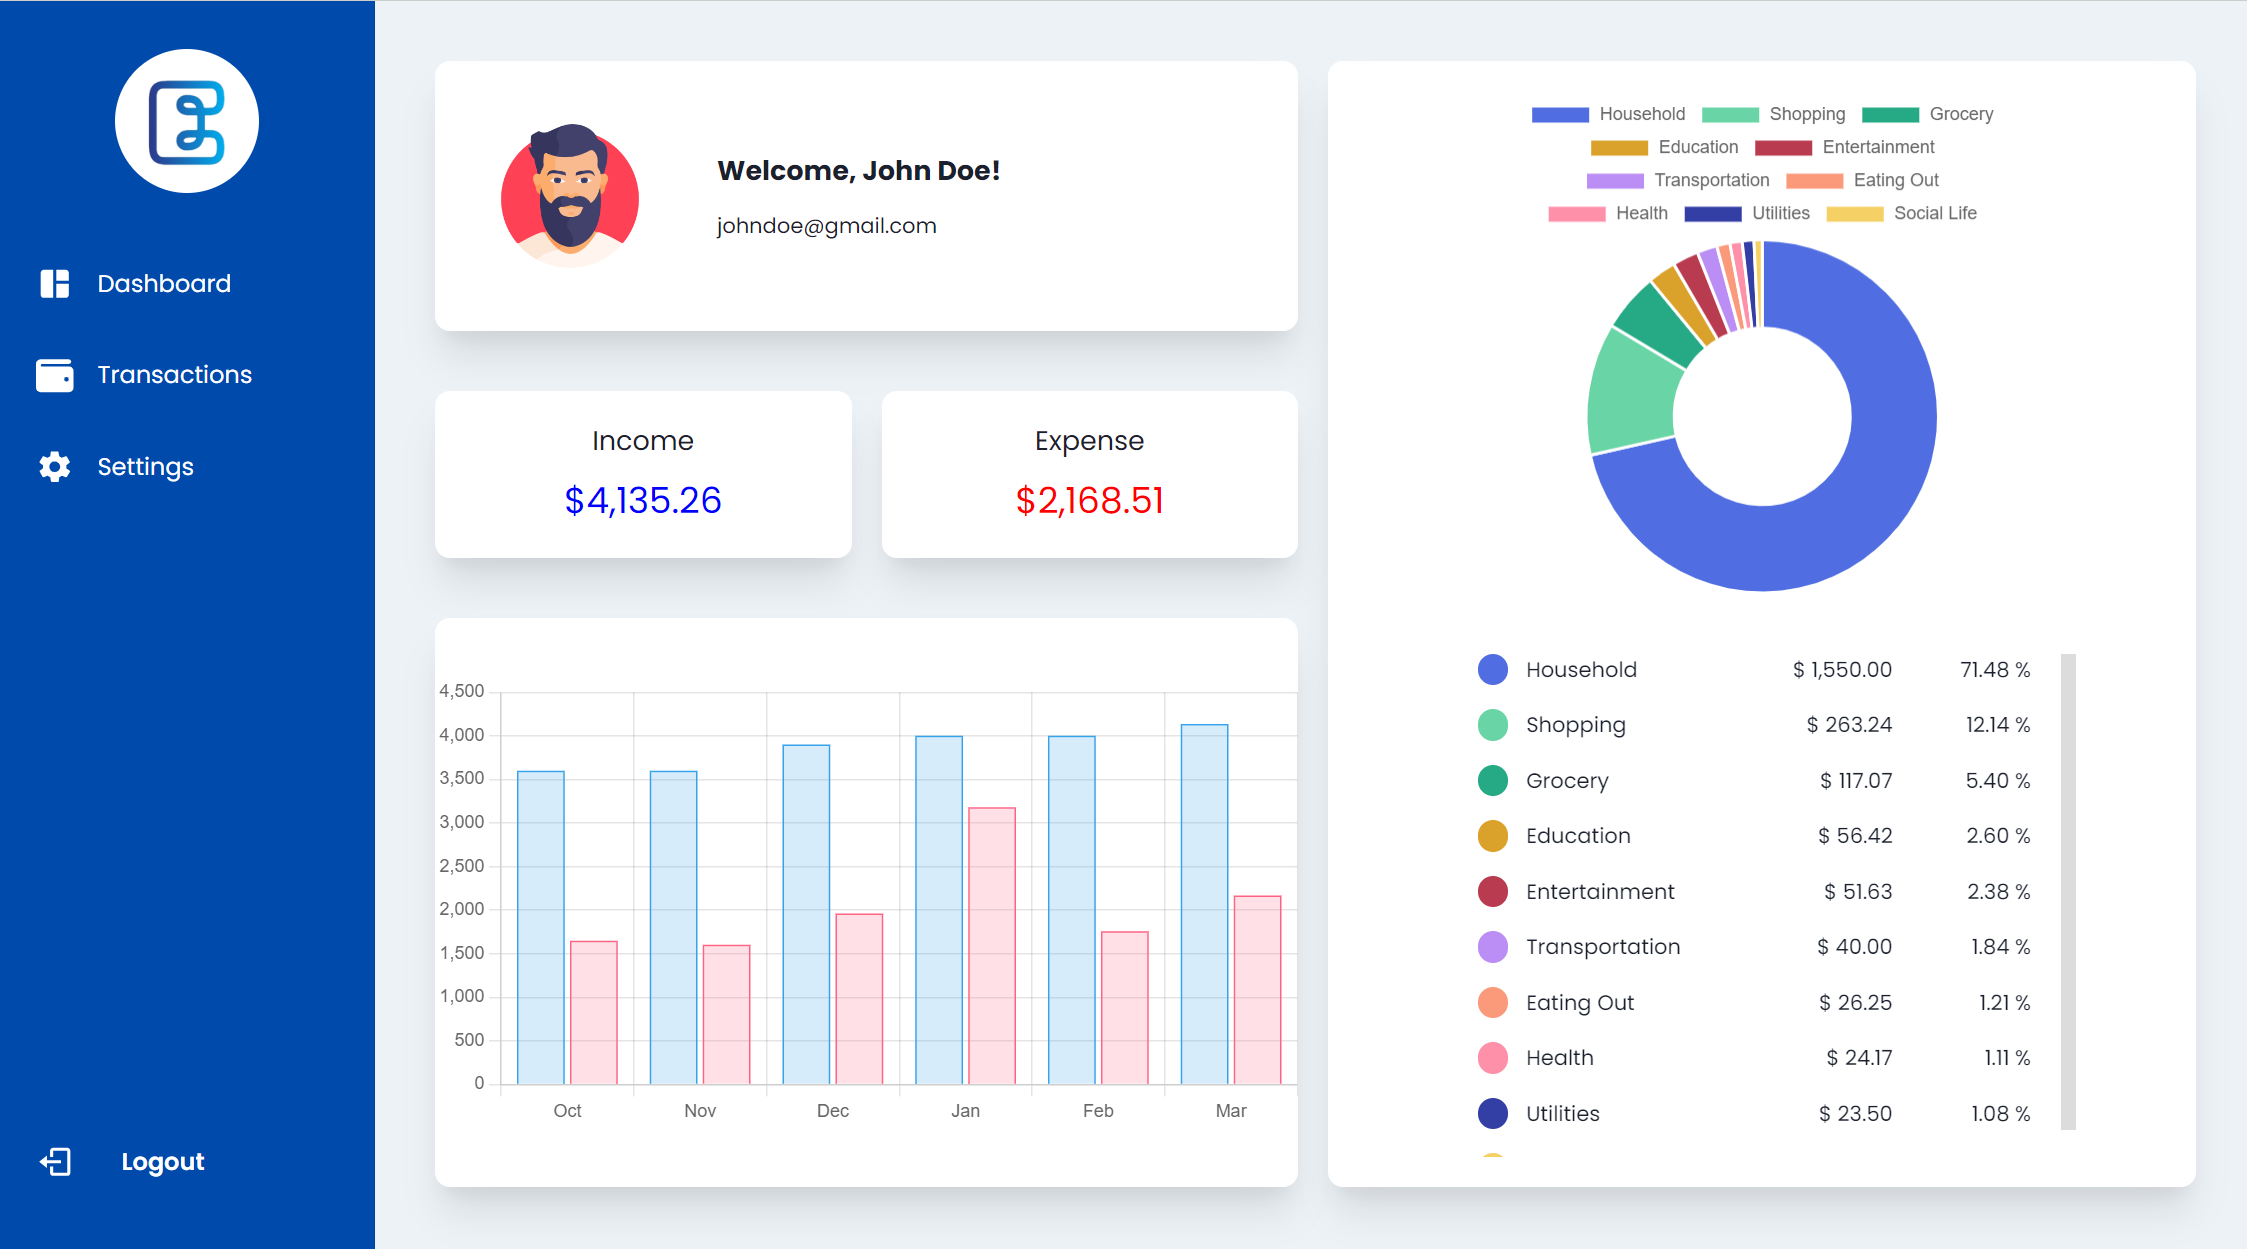 Dashboard
Transactions
Settings
Logout
Welcome, John Doe!
johndoe@gmail.com
Income
$4,135.26
Expense
$2,168.51
4,500
4,000
3,500
3,000
2,500
2,000
1,500
1,000
500
0
Oct Nov Dec Jan Feb Mar
Household Shopping Grocery
Education Entertainment
Transportation Eating Out
Health Utilities Social Life
Household $ 1,550.00 71.48 %
Shopping $ 263.24 12.14 %
Grocery $ 117.07 5.40 %
Education $ 56.42 2.60 %
Entertainment $ 51.63 2.38 %
Transportation $ 40.00 1.84 %
Eating Out $ 26.25 1.21 %
Health $ 24.17 1.11 %
Utilities $ 23.50 1.08 %